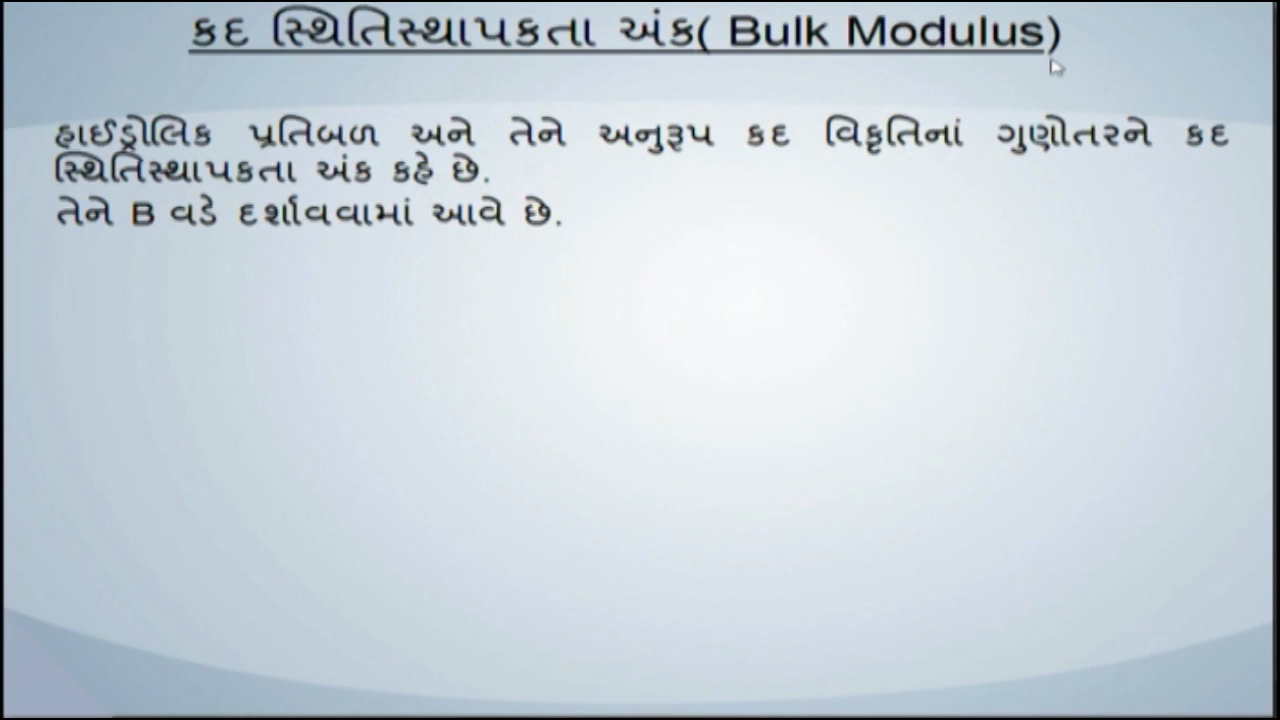 કદ સ્થિતિસ્થાપકતા અંક( Bulk Modulus)
હાઈડ્રોલિક પ્રતિબળ અને તેને અનુરૂપ કદ વિકૃતિનાં ગુણોતરને કદ
સ્થિતિસ્થાપકતા અંક કહે છે.
તેને B વડે દર્શાવવામાં આવે છે.